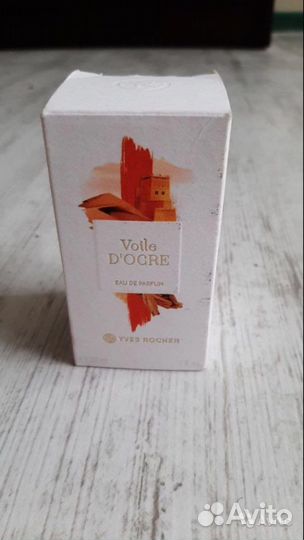 Voile
D'OCRE
EAU DE PARFUM
YVES ROCHER
Avito